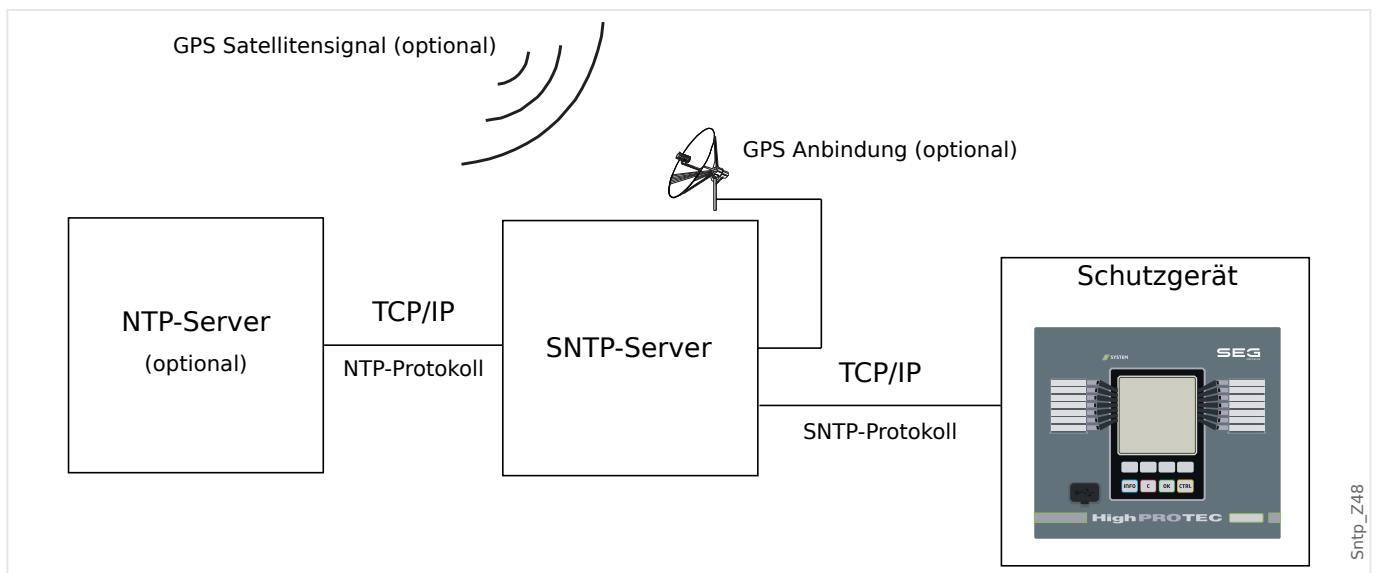 GPS Satellitensignal (optional)
GPS Anbindung (optional)
NTP-Server
(optional)
TCP/IP
NTP-Protokoll
SNTP-Server
TCP/IP
SNTP-Protokoll
Schutzgerät
SYSTEM
SEG
INFO
C
OK
CTRL
HighPROTEC
Sntp_Z48